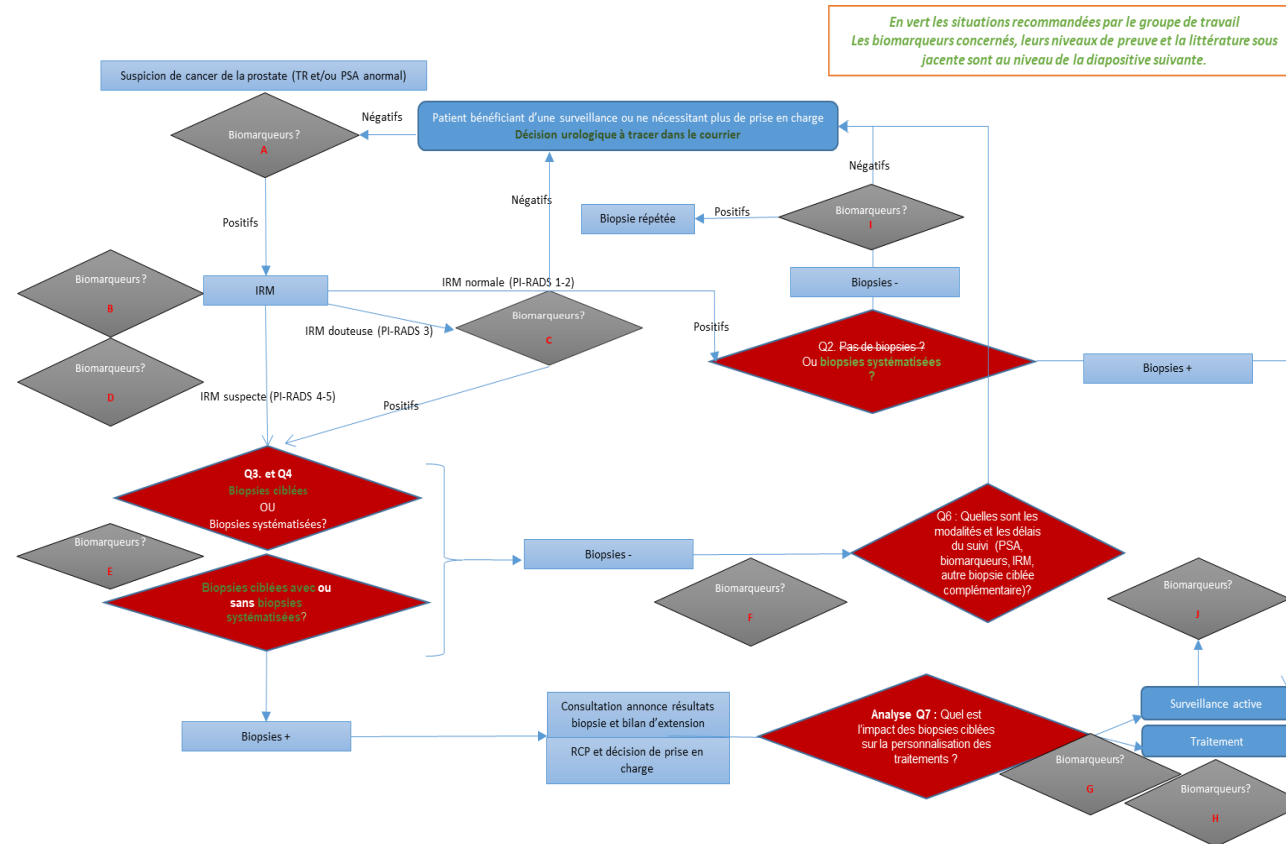 En vert les situations recommandées par le groupe de travail
Les biomarqueurs concernés, leurs niveaux de preuve et la littérature sous
jacente sont au niveau de la diapositive suivante.
Suspicion de cancer de la prostate (TR et/ou PSA anormal)
Biomarqueurs ?
A
Négatifs
Patient bénéficiant d'une surveillance ou ne nécessitant plus de prise en charge
Décision urologique à tracer dans le courrier
Positifs
Négatifs
Négatifs
Biopsie répétée
Positifs
Biomarqueurs ?
I
Biomarqueurs ?
B
IRM
IRM normale (PI-RADS 1-2)
Biopsies -
IRM douteuse (PI-RADS 3)
Biomarqueurs?
C
Positifs
Q2. Pas de biopsies ?
Ou biopsies systématisées
?
Biopsies +
Biomarqueurs?
D
IRM suspecte (PI-RADS 4-5)
Positifs
Q3. et Q4
Biopsies ciblées
OU
Biopsies systématisées?
Biomarqueurs ?
E
Biopsies ciblées avec ou
sans biopsies
systématisées?
Biopsies -
Q6 : Quelles sont les
modalités et les délais
du suivi (PSA,
biomarqueurs, IRM,
autre biopsie ciblée
complémentaire)?
Biomarqueurs?
F
Biomarqueurs?
J
Biopsies +
Consultation annonce résultats
biopsie et bilan d'extension
RCP et décision de prise en
charge
Analyse Q7 : Quel est
l'impact des biopsies ciblées
sur la personnalisation des
traitements ?
Surveillance active
Traitement
Biomarqueurs?
G
Biomarqueurs?
H